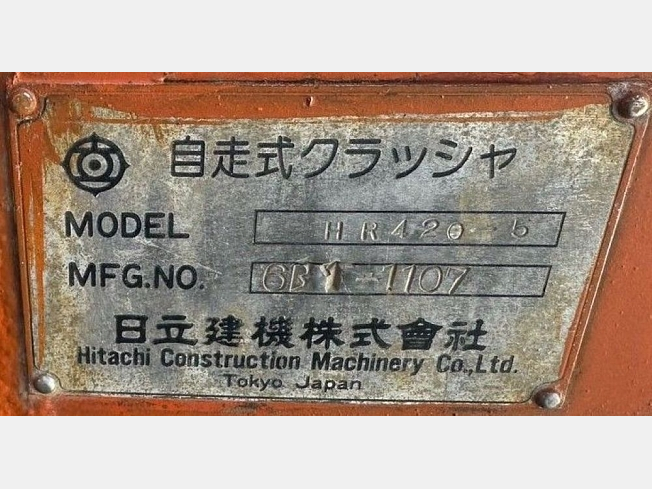 自走式クラッシャ
MODEL HR420-5
MFG.NO.
日立建機株式會社
Hitachi Construction Machinery Co.,Ltd.
Tokyo Japan